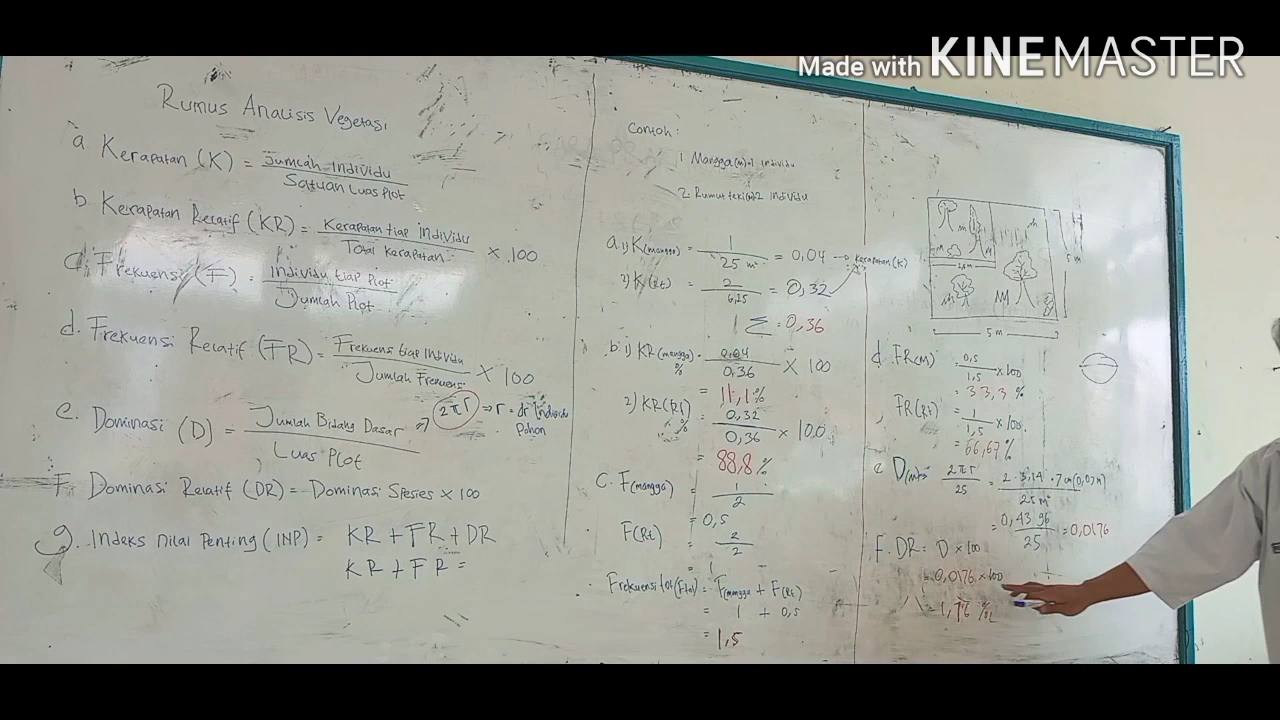 Made with KINEMASTER
Rumus Analisis Vegetasi
a Kerapatan (K) = Jumlah Individu
Satuan Luas Plot
b Kerapatan Relatif (KR) = Kerapatan tiap Individu
Total Kerapatan × 100
Frekuensi (F) = Individu tiap Plot
Jumlah Plot
d. Frekuensi Relatif (FR) = Frekuensi tiap Individu
Jumlah Frekuensi × 100
e. Dominasi (D) = Jumlah Bidang Dasar ⇒ 2πr ⇒ r = dr Individu
Luas Plot Pohon
F. Dominasi Relatif (DR) = Dominasi Spesies × 100
g. Indeks Nilai Penting (INP) = KR + FR + DR
KR + FR =
Contoh :
1. Mangga (m) = 1 Individu
2. Rumut teki 2 Individu
a. 1) K(mangga) = 1
25 m² = 0,04 → Kerapatan (K)
2) K(Rt) = 2
6,25 = 0,32
Σ = 0,36
b. 1) KR (mangga) = 0,04
% 0,36 × 100
= 11,1 %
2) KR (Rt) = 0,32
% 0,36 × 100
= 88,8 %
C. F(mangga) = 1
2
= 0,5
F(Rt) = 2
2
= 1
Frekuensi tot (Ftot) = F(mangga + F(Rt)
= 1 + 0,5
= 1,5
5 m
5 m
d. FR(M) = 0,5
1,5 × 100
= 33,3 %
FR(Rt) = 1
1,5 × 100
= 66,67 %
e D(m) = 2πr
25 = 2 · 3,14 · 7 cm (0,07 m)
25 m²
= 0,4396
25 = 0,0176
F. DR = D × 100
= 0,0176 × 100
= 1,76 %